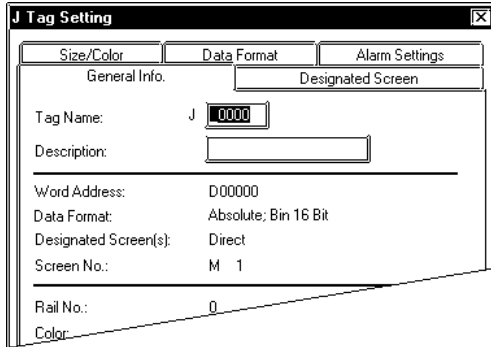 J Tag Setting
Size/Color Data Format Alarm Settings
General Info. Designated Screen
Tag Name: J 0000
Description:
Word Address: D00000
Data Format: Absolute; Bin 16 Bit
Designated Screen(s): Direct
Screen No.: M 1
Rail No.: 0
Color: